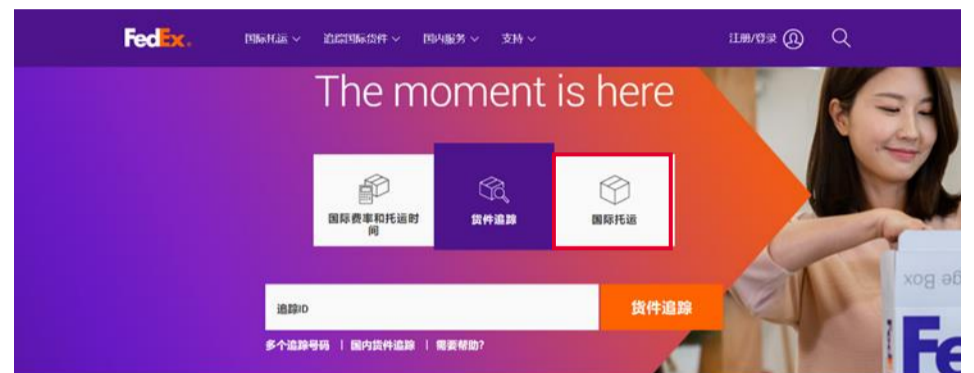 FedEx.
国际托运
追踪国际货件
国内服务
支持
注册/登录
The moment is here
国际费率和托运时
间
货件追踪
国际托运
追踪ID
货件追踪
多个追踪号码 | 国内货件追踪 | 需要帮助?
ge Box
Fe